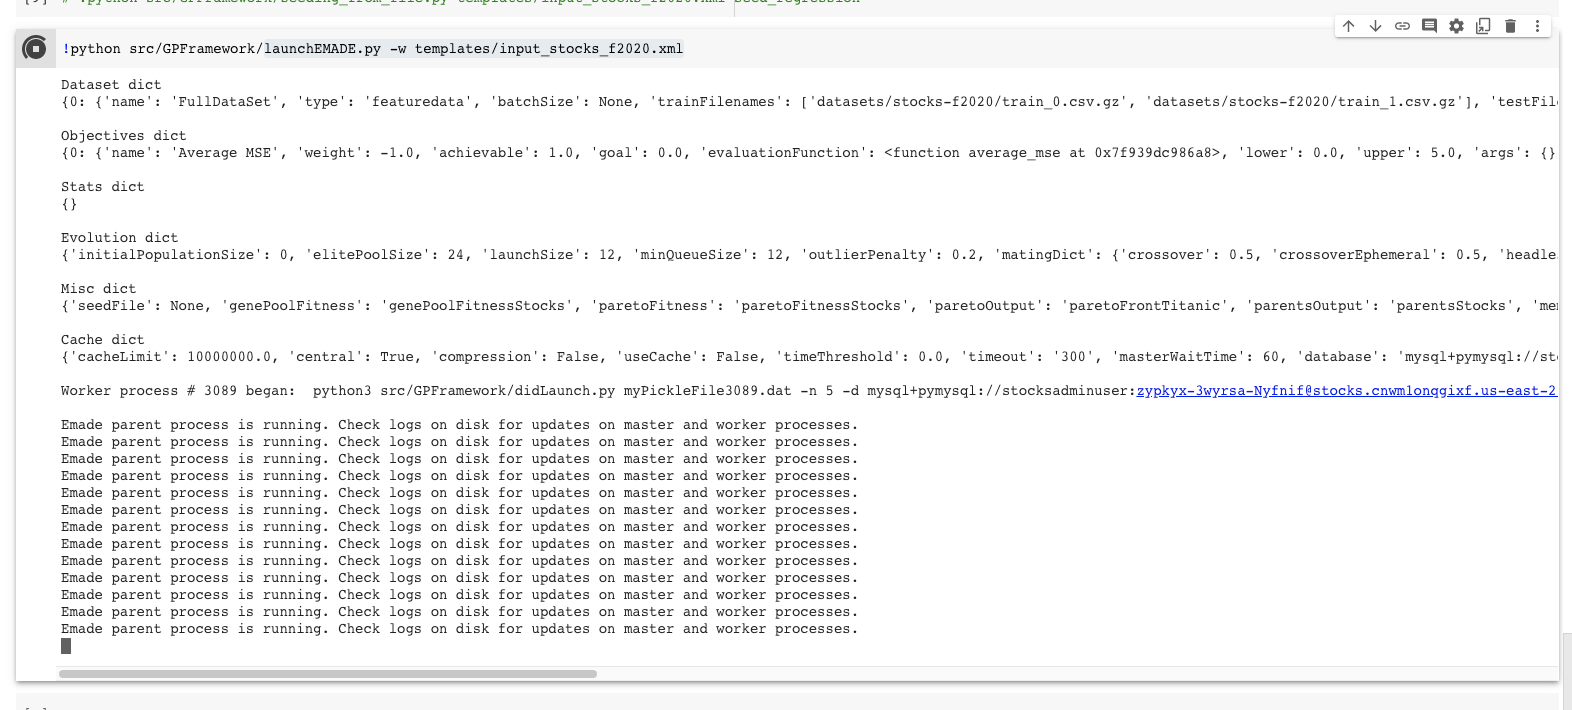 # !python src/GPFramework/seeding_from_file.py templates/input_stocks_f2020.xml seed_regression
!python src/GPFramework/launchEMADE.py -w templates/input_stocks_f2020.xml
Dataset dict
{0: {'name': 'FullDataSet', 'type': 'featuredata', 'batchSize': None, 'trainFilenames': ['datasets/stocks-f2020/train_0.csv.gz', 'datasets/stocks-f2020/train_1.csv.gz'], 'testFil
Objectives dict
{0: {'name': 'Average MSE', 'weight': -1.0, 'achievable': 1.0, 'goal': 0.0, 'evaluationFunction': <function average_mse at 0x7f939dc986a8>, 'lower': 0.0, 'upper': 5.0, 'args': {}
Stats dict
{}
Evolution dict
{'initialPopulationSize': 0, 'elitePoolSize': 24, 'launchSize': 12, 'minQueueSize': 12, 'outlierPenalty': 0.2, 'matingDict': {'crossover': 0.5, 'crossoverEphemeral': 0.5, 'headle
Misc dict
{'seedFile': None, 'genePoolFitness': 'genePoolFitnessStocks', 'paretoFitness': 'paretoFitnessStocks', 'paretoOutput': 'paretoFrontTitanic', 'parentsOutput': 'parentsStocks', 'me
Cache dict
{'cacheLimit': 10000000.0, 'central': True, 'compression': False, 'useCache': False, 'timeThreshold': 0.0, 'timeout': '300', 'masterWaitTime': 60, 'database': 'mysql+pymysql://sto
Worker process # 3089 began:  python3 src/GPFramework/didLaunch.py myPickleFile3089.dat -n 5 -d mysql+pymysql://stocksadminuser:zypkyx-3wyrsa-Nyfnif@stocks.cnwmlonqgixf.us-east-2
Emade parent process is running. Check logs on disk for updates on master and worker processes.
Emade parent process is running. Check logs on disk for updates on master and worker processes.
Emade parent process is running. Check logs on disk for updates on master and worker processes.
Emade parent process is running. Check logs on disk for updates on master and worker processes.
Emade parent process is running. Check logs on disk for updates on master and worker processes.
Emade parent process is running. Check logs on disk for updates on master and worker processes.
Emade parent process is running. Check logs on disk for updates on master and worker processes.
Emade parent process is running. Check logs on disk for updates on master and worker processes.
Emade parent process is running. Check logs on disk for updates on master and worker processes.
Emade parent process is running. Check logs on disk for updates on master and worker processes.
Emade parent process is running. Check logs on disk for updates on master and worker processes.
Emade parent process is running. Check logs on disk for updates on master and worker processes.
Emade parent process is running. Check logs on disk for updates on master and worker processes.